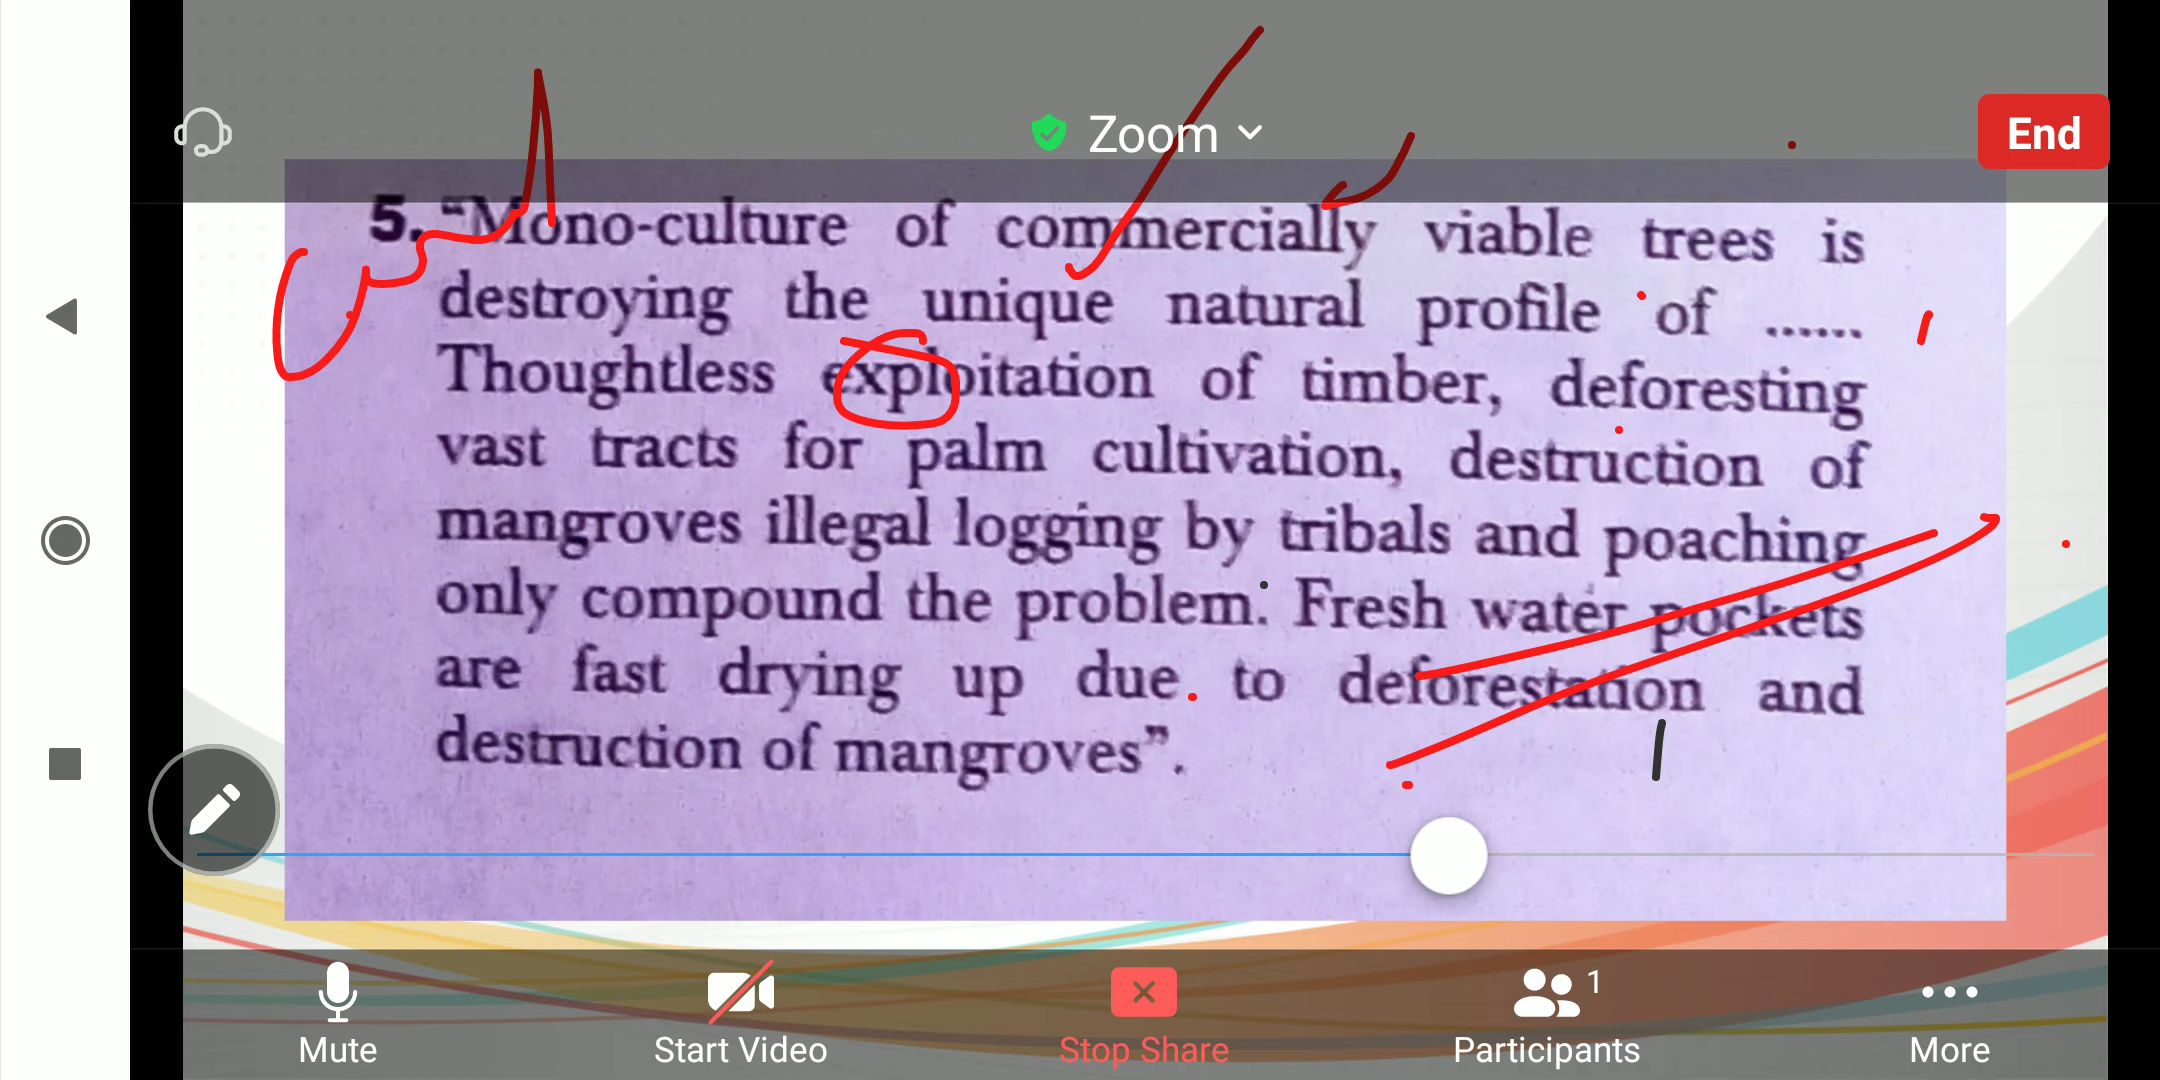 Zoom
End
5. “Mono-culture of commercially viable trees is
destroying the unique natural profile of ......
Thoughtless exploitation of timber, deforesting
vast tracts for palm cultivation, destruction of
mangroves illegal logging by tribals and poaching
only compound the problem. Fresh water pockets
are fast drying up due to deforestation and
destruction of mangroves”.
Mute
Start Video
Stop Share
1
Participants
More